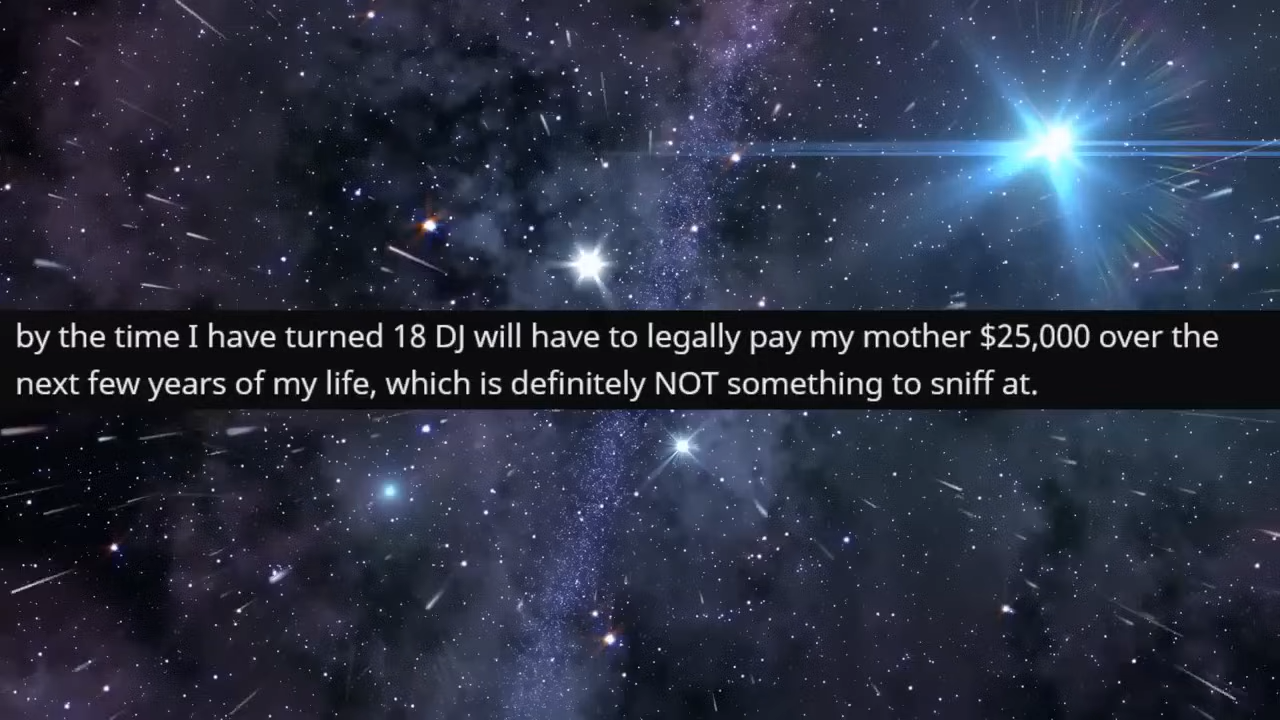 by the time I have turned 18 DJ will have to legally pay my mother $25,000 over the
next few years of my life, which is definitely NOT something to sniff at.